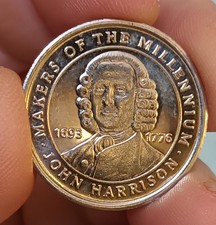 MAKERS OF THE MILLENNIUM
1693
1776
JOHN HARRISON